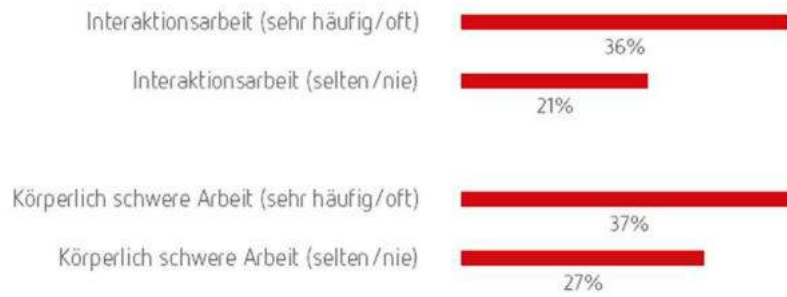 Interaktionsarbeit (sehr häufig/oft)
36%
Interaktionsarbeit (selten/nie)
21%
Körperlich schwere Arbeit (sehr häufig/oft)
37%
Körperlich schwere Arbeit (selten/nie)
27%